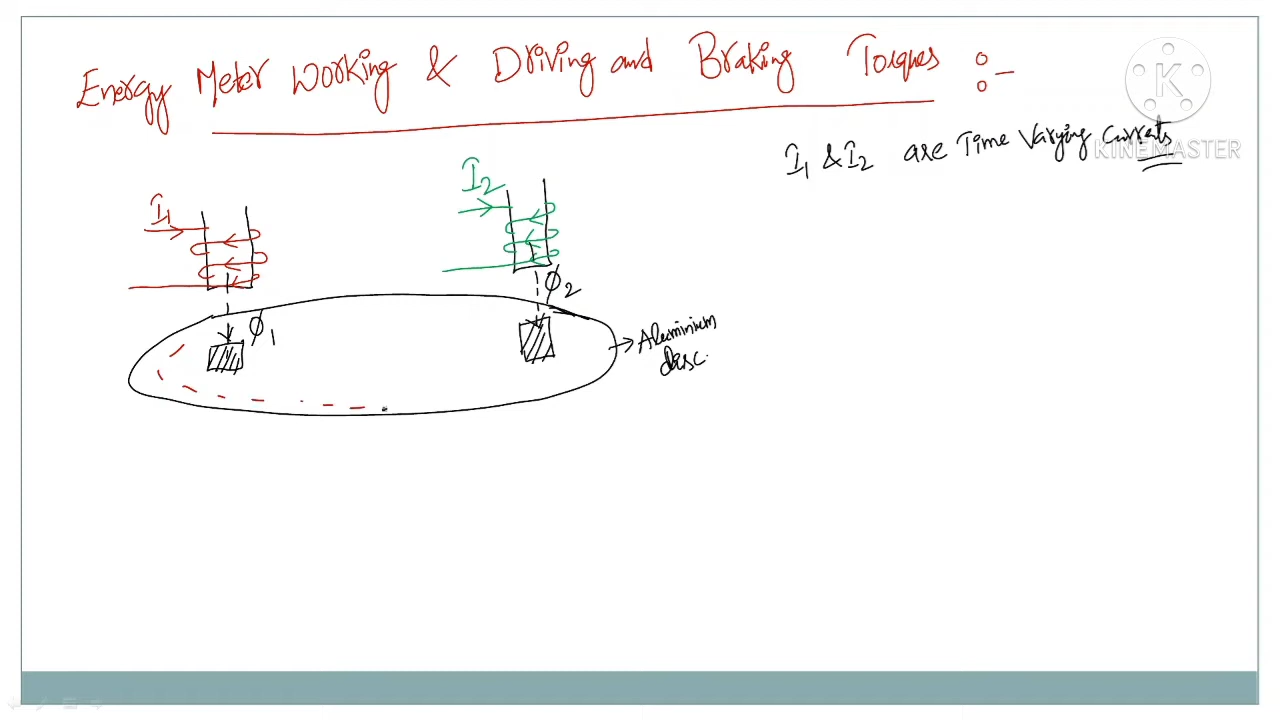 Energy Meter Working & Driving and Braking Torques :-
K
KINEMASTER
I1 & I2 are Time Varying Currents
I1
I2
ϕ1
ϕ2
Aluminium
disc.